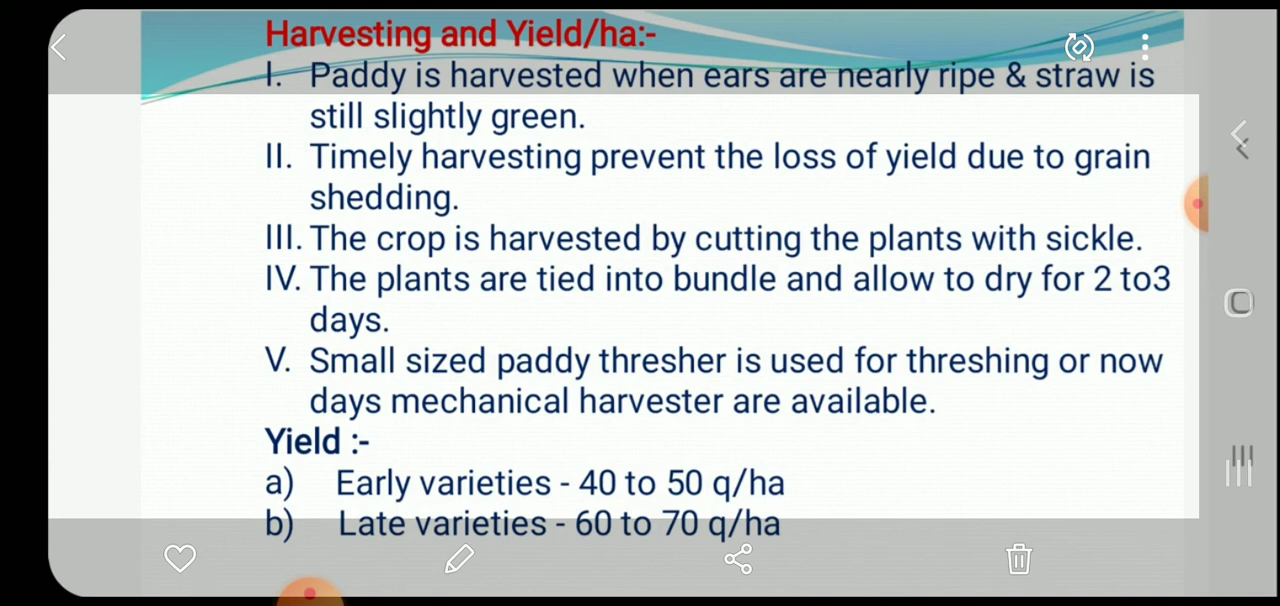 Harvesting and Yield/ha:-
I. Paddy is harvested when ears are nearly ripe & straw is
still slightly green.
II. Timely harvesting prevent the loss of yield due to grain
shedding.
III. The crop is harvested by cutting the plants with sickle.
IV. The plants are tied into bundle and allow to dry for 2 to3
days.
V. Small sized paddy thresher is used for threshing or now
days mechanical harvester are available.
Yield :-
a) Early varieties - 40 to 50 q/ha
b) Late varieties - 60 to 70 q/ha